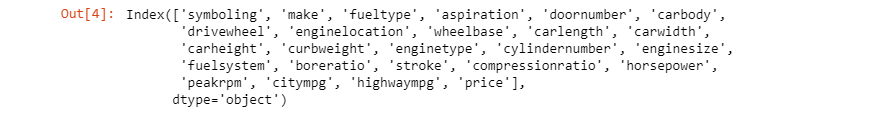 Out[4]: Index(['symboling', 'make', 'fueltype', 'aspiration', 'doornumber', 'carbody',
'drivewheel', 'enginelocation', 'wheelbase', 'carlength', 'carwidth',
'carheight', 'curbweight', 'enginetype', 'cylindernumber', 'enginesize',
'fuelsystem', 'boreratio', 'stroke', 'compressionratio', 'horsepower',
'peakrpm', 'citympg', 'highwaympg', 'price'],
dtype='object')